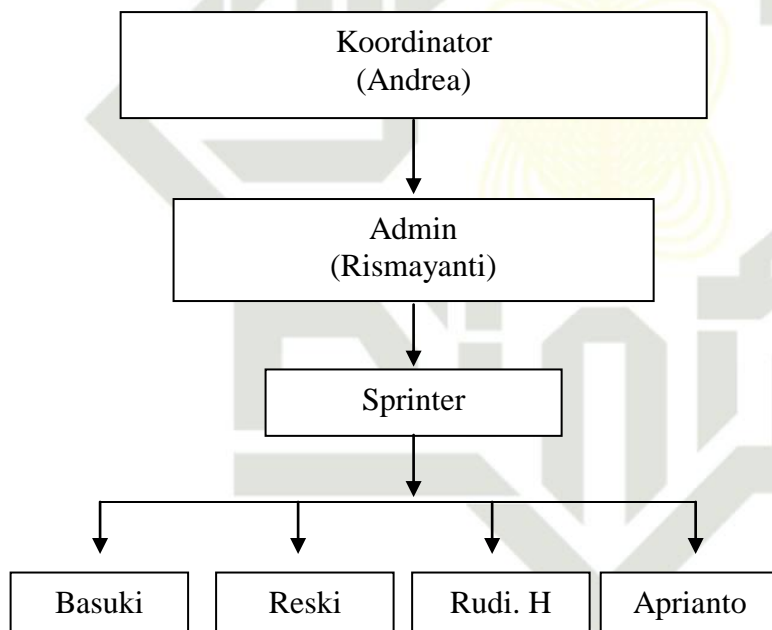 Koordinator
(Andrea)
Admin
(Rismayanti)
Sprinter
Basuki
Reski
Rudi. H
Aprianto